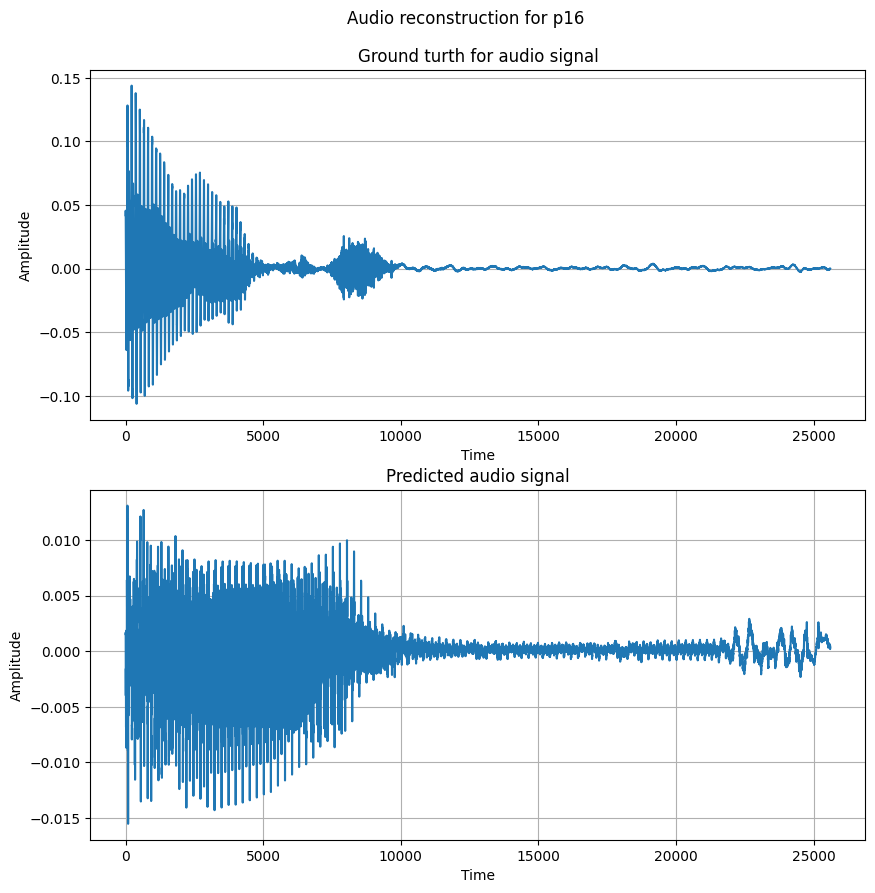 Audio reconstruction for p16
Ground turth for audio signal
0.15
0.10
0.05
0.00
−0.05
−0.10
Amplitude
0 5000 10000 15000 20000 25000
Time
Predicted audio signal
0.010
0.005
0.000
−0.005
−0.010
−0.015
Amplitude
0 5000 10000 15000 20000 25000
Time